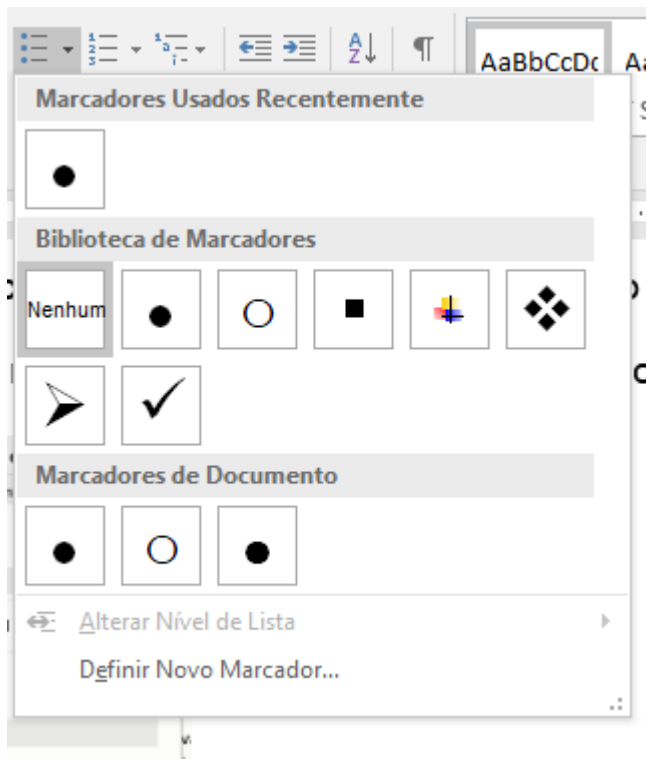 AaBbCcDc
Marcadores Usados Recentemente
Biblioteca de Marcadores
Nenhum
Marcadores de Documento
Alterar Nível de Lista
Definir Novo Marcador...